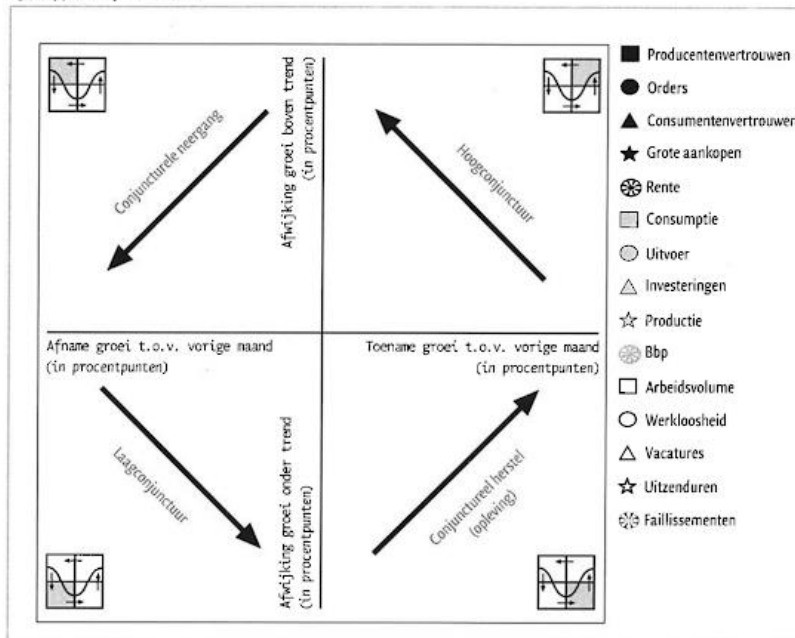 Conjuncturele neergang
Afwijking groei boven trend
(in procentpunten)
Hoogconjunctuur
Afname groei t.o.v. vorige maand
(in procentpunten)
Toename groei t.o.v. vorige maand
(in procentpunten)
Laagconjunctuur
Afwijking groei onder trend
(in procentpunten)
Conjunctureel herstel
(opleving)
Producentenvertrouwen
Orders
Consumentenvertrouwen
Grote aankopen
Rente
Consumptie
Uitvoer
Investeringen
Productie
Bbp
Arbeidsvolume
Werkloosheid
Vacatures
Uitzenduren
Faillissementen